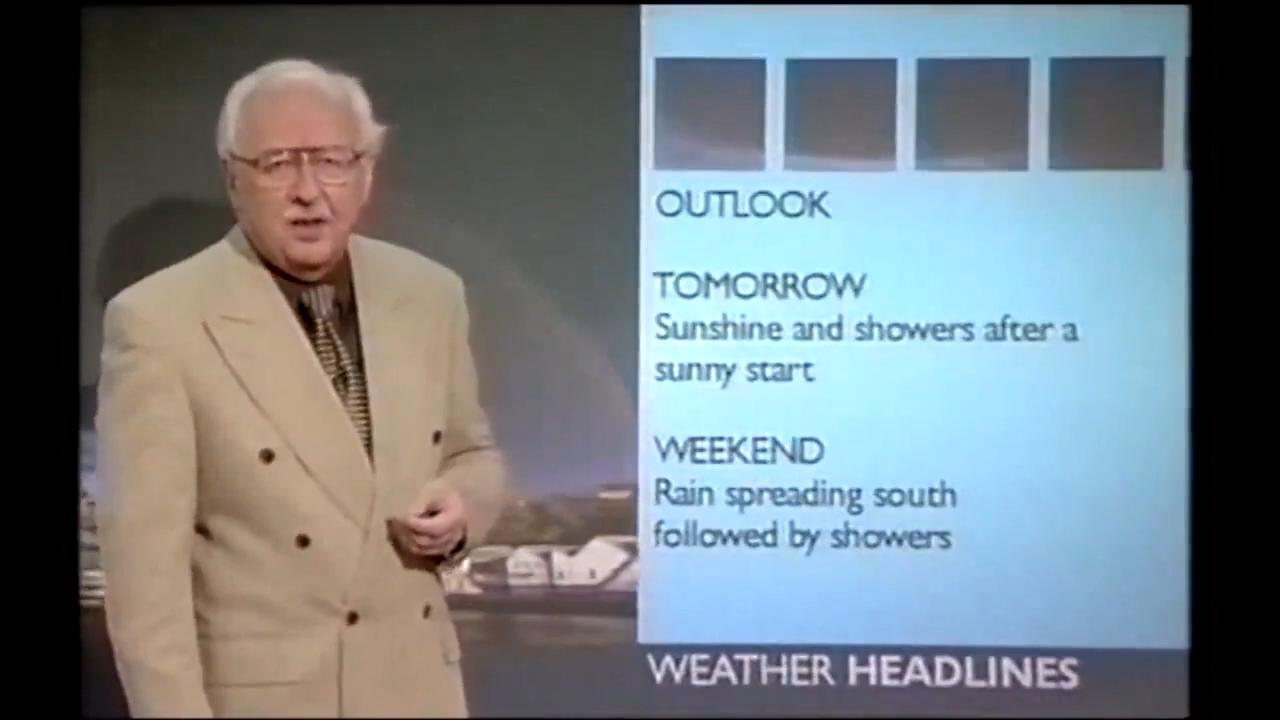 OUTLOOK
TOMORROW
Sunshine and showers after a
sunny start
WEEKEND
Rain spreading south
followed by showers
WEATHER HEADLINES